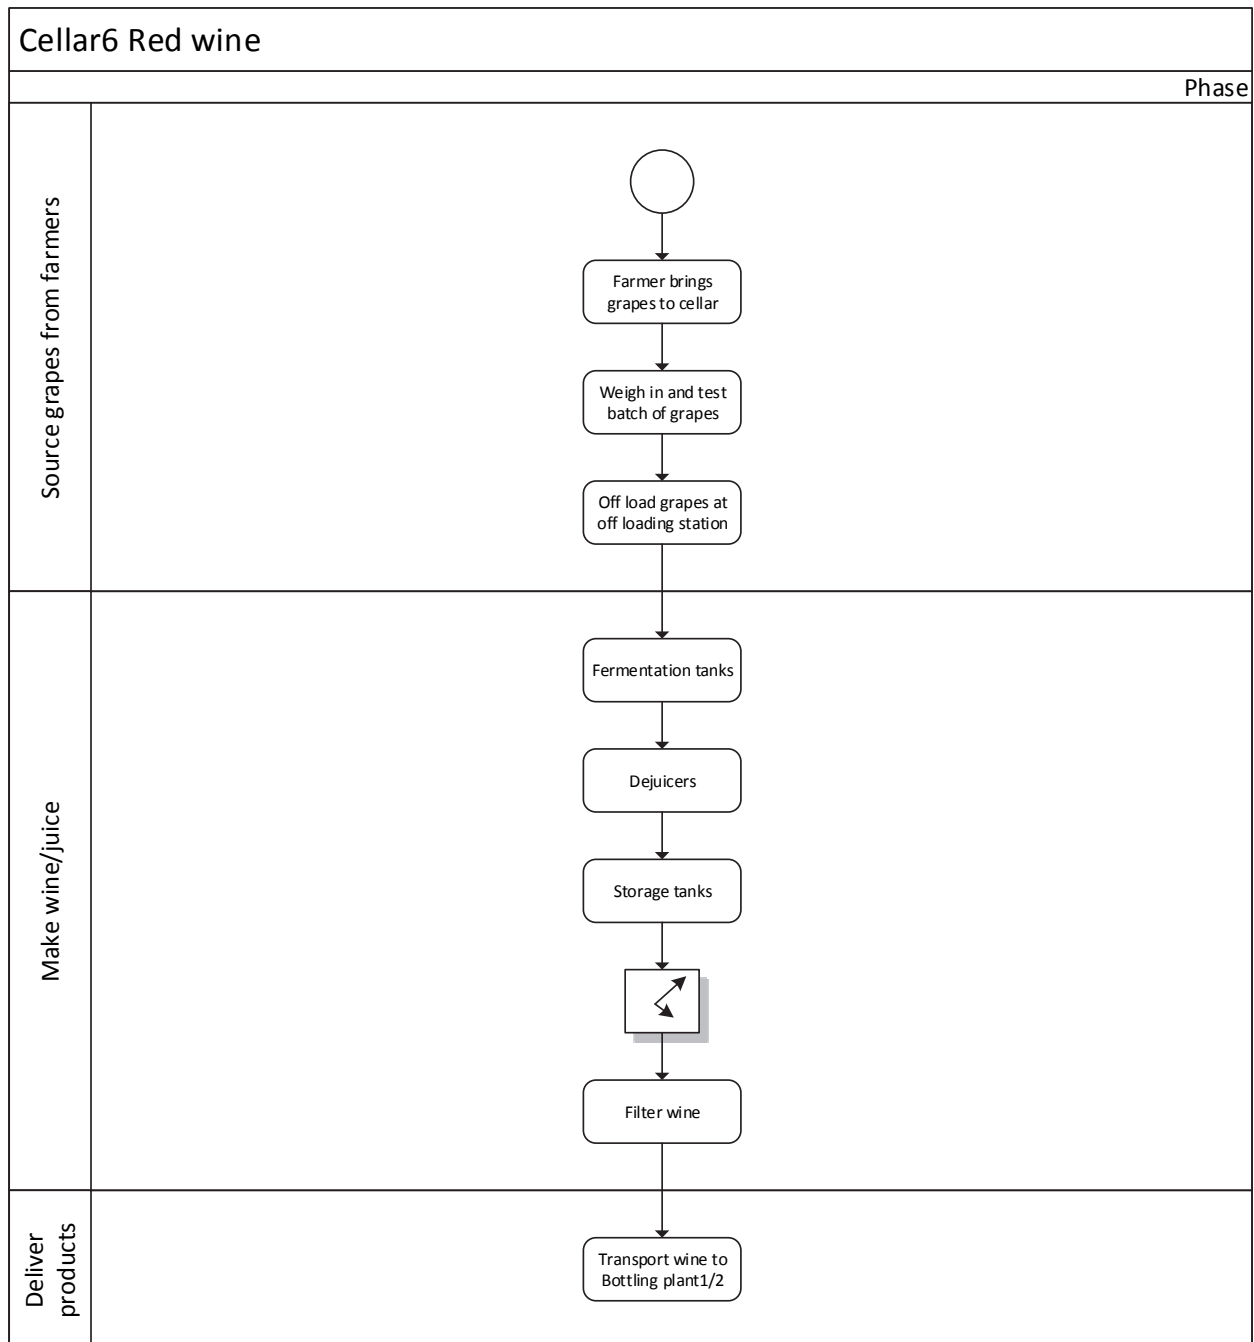 Cellar6 Red wine
Phase
Source grapes from farmers
Farmer brings
grapes to cellar
Weigh in and test
batch of grapes
Off load grapes at
off loading station
Make wine/juice
Fermentation tanks
Dejuicers
Storage tanks
Filter wine
Deliver
products
Transport wine to
Bottling plant1/2